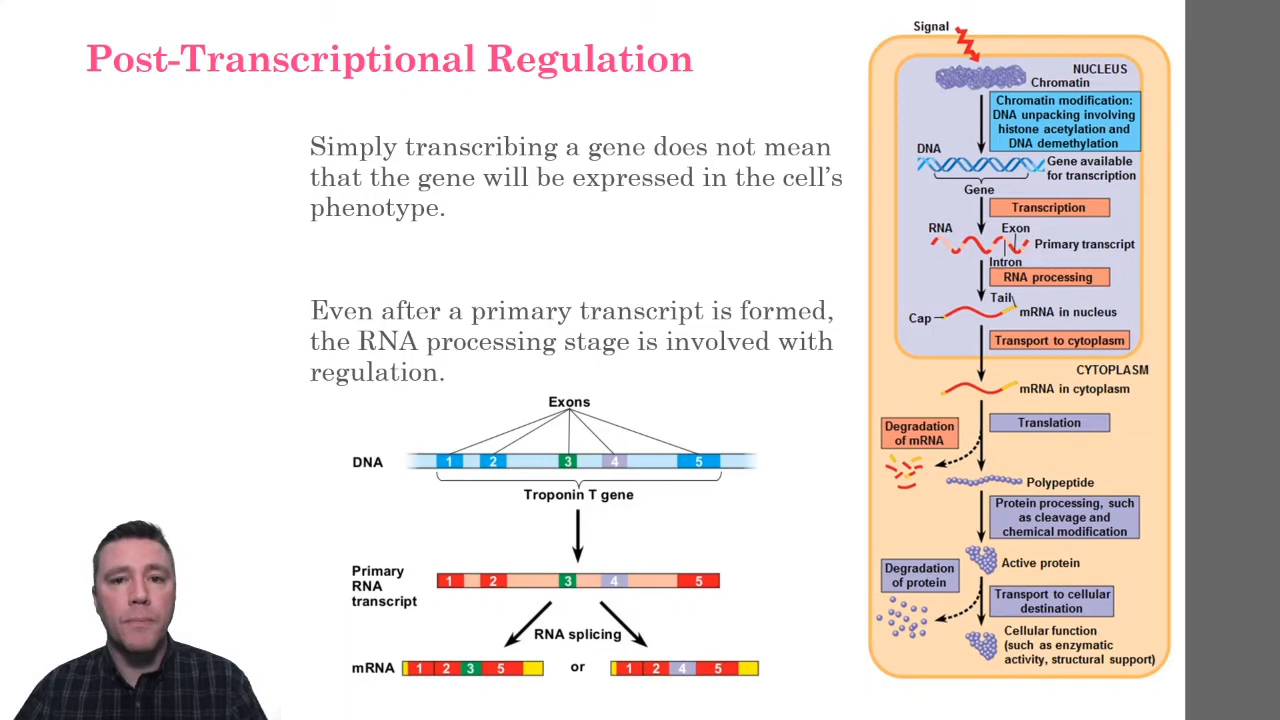 Post-Transcriptional Regulation
Simply transcribing a gene does not mean
that the gene will be expressed in the cell’s
phenotype.
Even after a primary transcript is formed,
the RNA processing stage is involved with
regulation.
Exons
DNA
1 2 3 4 5
Troponin T gene
Primary
RNA
transcript
1 2 3 4 5
RNA splicing
mRNA
1 2 3 5
or
1 2 4 5
Signal
NUCLEUS
Chromatin
Chromatin modification:
DNA unpacking involving
histone acetylation and
DNA demethylation
DNA
Gene available
for transcription
Gene
Transcription
RNA
Exon
Primary transcript
Intron
RNA processing
Tail
Cap
mRNA in nucleus
Transport to cytoplasm
CYTOPLASM
mRNA in cytoplasm
Degradation
of mRNA
Translation
Polypeptide
Protein processing, such
as cleavage and
chemical modification
Active protein
Degradation
of protein
Transport to cellular
destination
Cellular function
(such as enzymatic
activity, structural support)